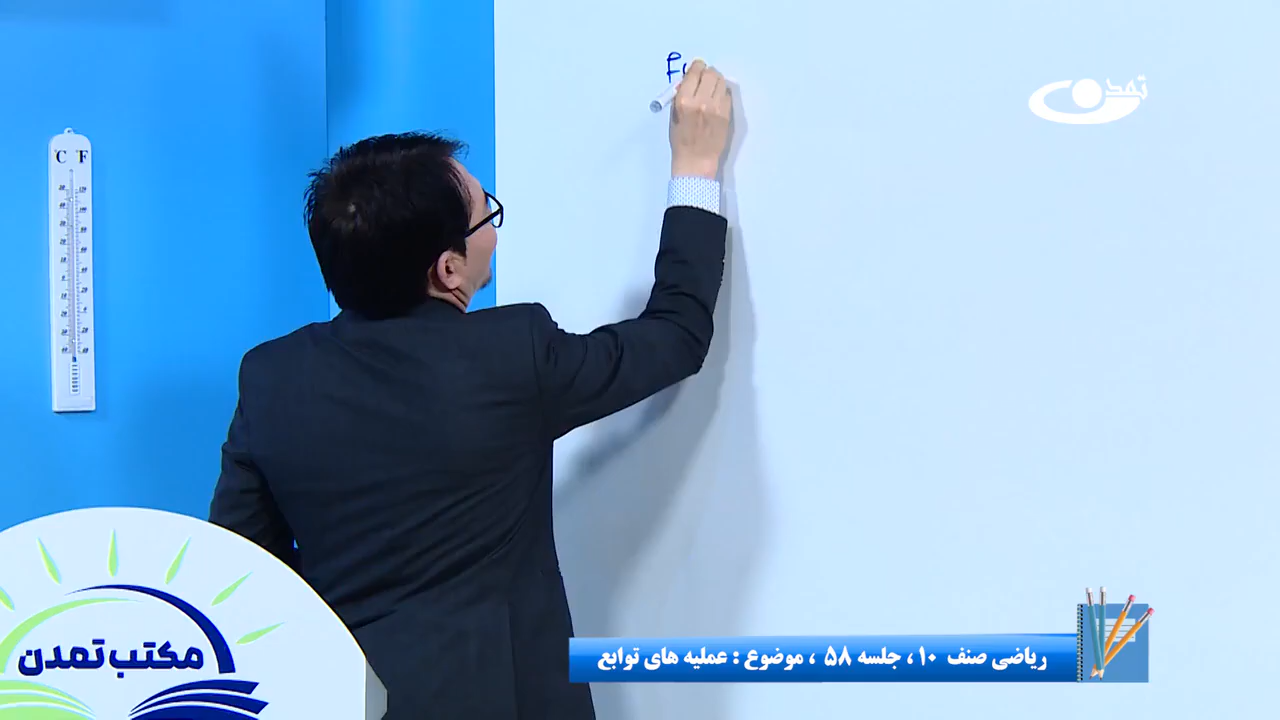 تمدن
°C °F
ریاضی صنف ۱۰ ، جلسه ۵۸ ، موضوع : عملیه های توابع
مکتب تمدن